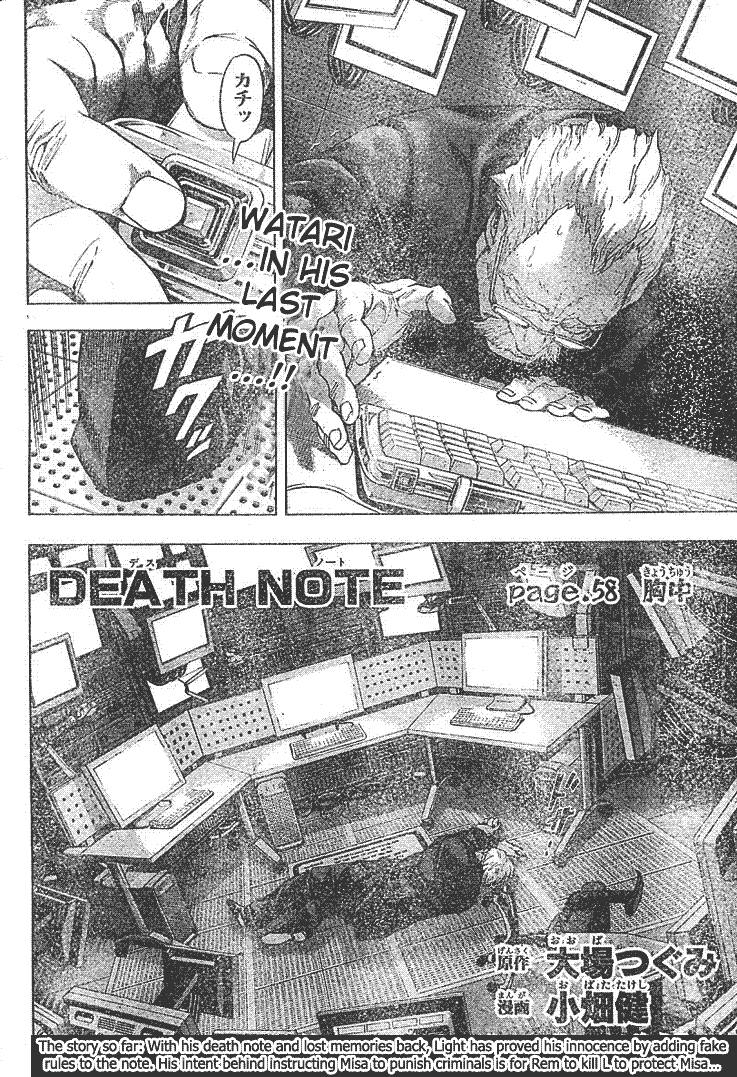 カチッ
WATARI
...IN HIS
LAST
MOMENT
...!!
ガクッ
デス ノート
DEATH NOTE
ページ きょうちゅう
page.58 胸中
ドサッ
げんさく おおば
原作 大場つぐみ
まんが おばたたけし
漫画 小畑健
The story so far: With his death note and lost memories back, Light has proved his innocence by adding fake
rules to the note. His intent behind instructing Misa to punish criminals is for Rem to kill L to protect Misa...